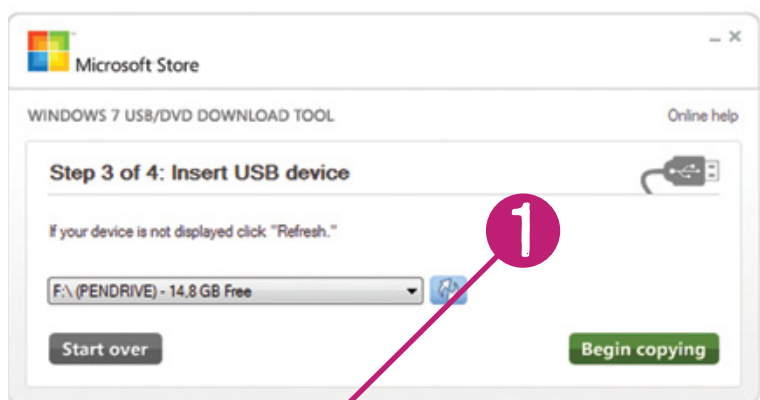 Microsoft Store
WINDOWS 7 USB/DVD DOWNLOAD TOOL
Online help
Step 3 of 4: Insert USB device
If your device is not displayed click "Refresh."
1
F:\ (PENDRIVE) - 14,8 GB Free
Start over
Begin copying